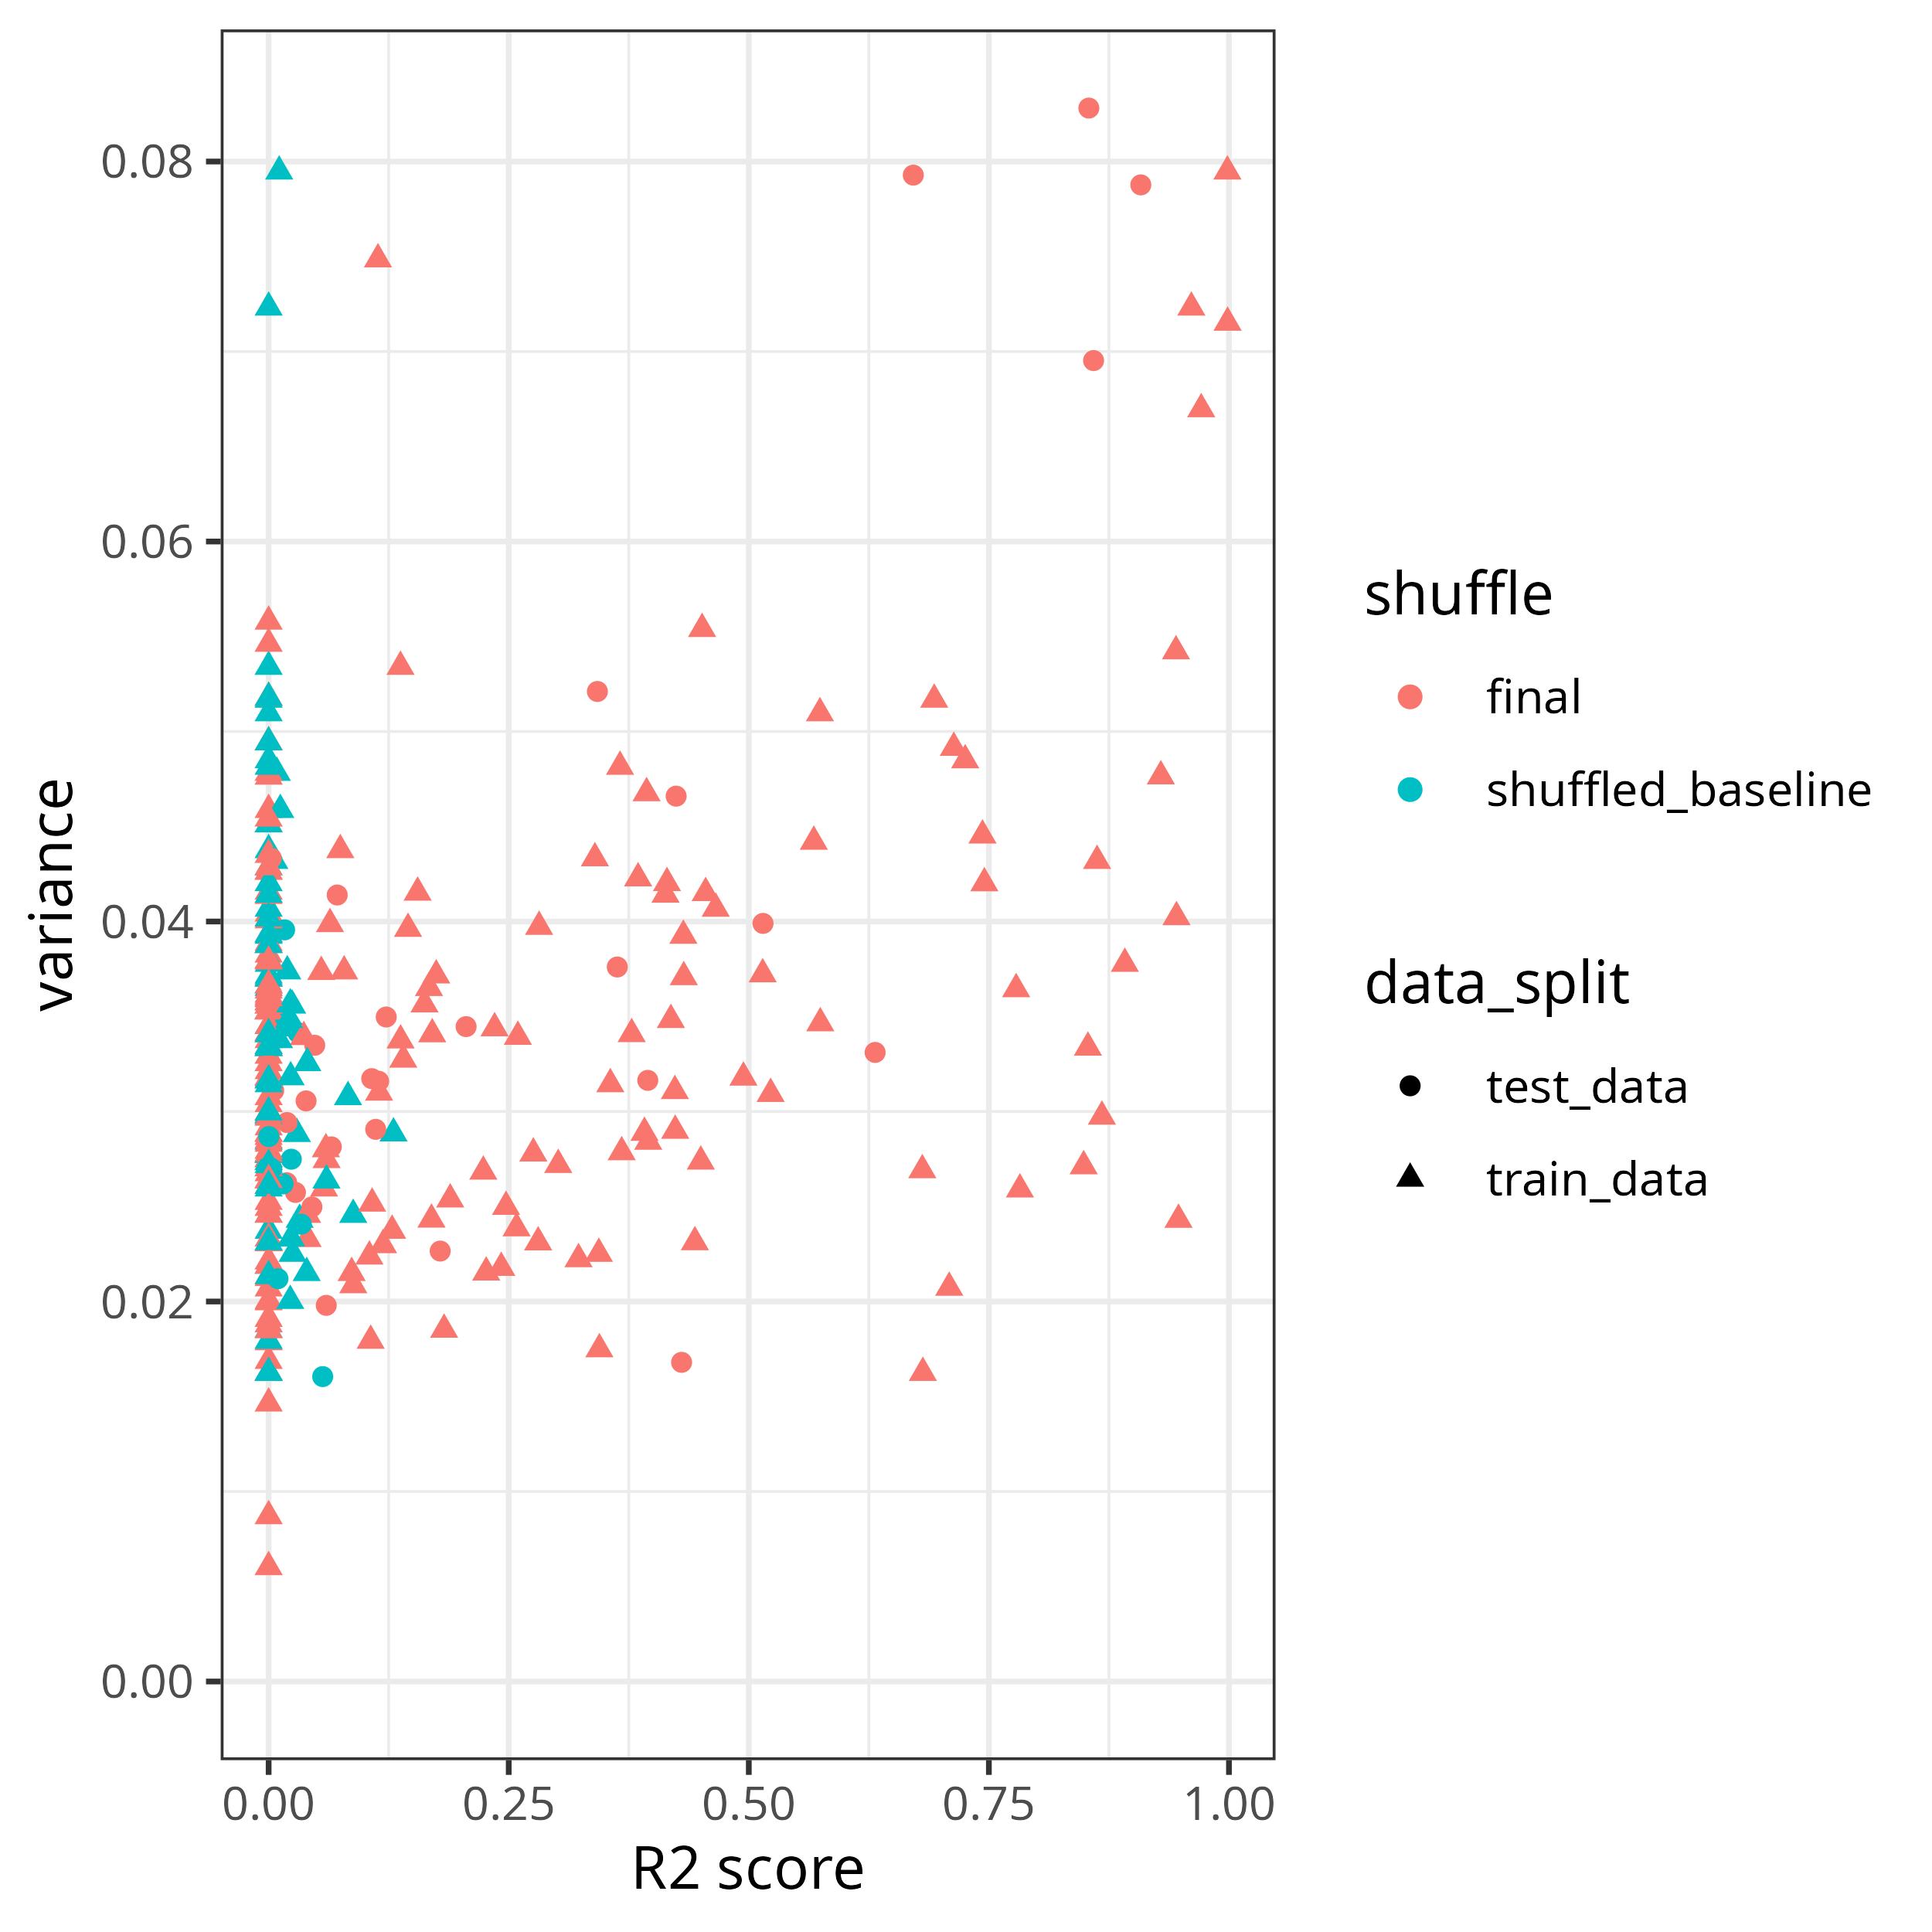 0.08
0.06
0.04
0.02
0.00
variance
0.00 0.25 0.50 0.75 1.00
R2 score
shuffle
final
shuffled_baseline
data_split
test_data
train_data